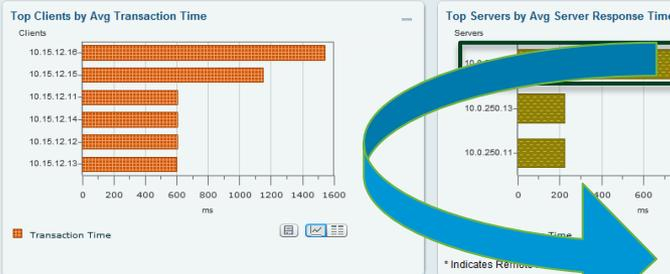 Top Clients by Avg Transaction Time
Clients
10.15.12.16
10.15.12.15
10.15.12.11
10.15.12.14
10.15.12.12
10.15.12.13
0 200 400 600 800 1000 1200 1400 1600
ms
Transaction Time
Top Servers by Avg Server Response Time
Servers
10.0.250.13
10.0.250.11
0 200 400 600
ms
Time
* Indicates Remote